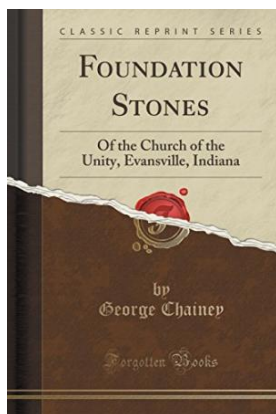 CLASSIC REPRINT SERIES
FOUNDATION
STONES
Of the Church of the
Unity, Evansville, Indiana
by
George Chainey
Forgotten Books